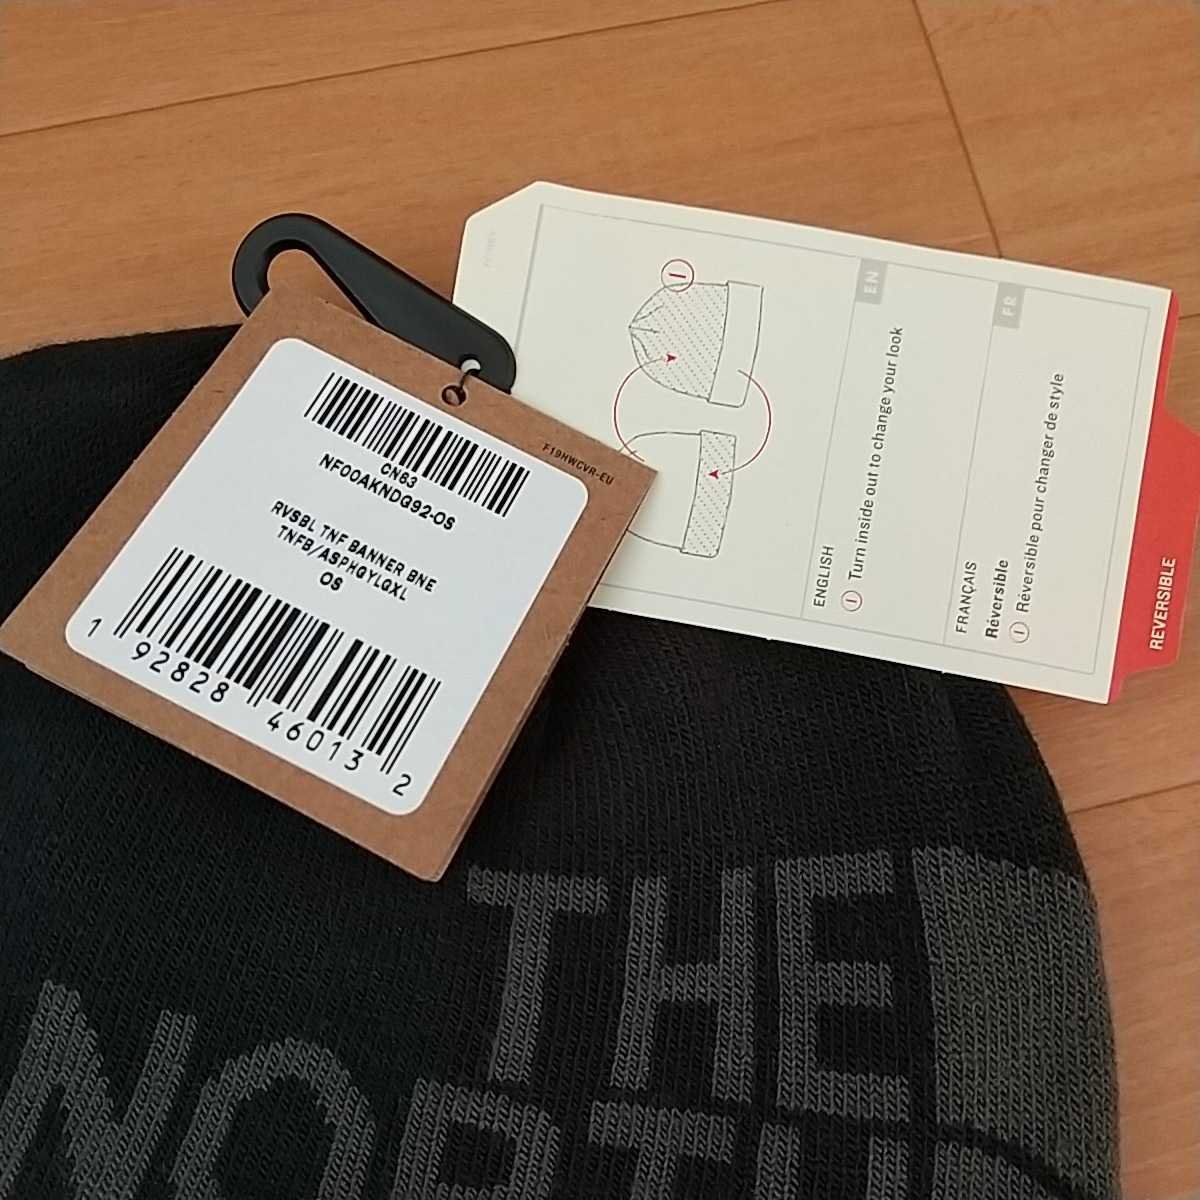 F19HWCVR-EU
CN63
NF00AKNDG92-OS
RVSBL TNF BANNER BNE
TNFB/ASPHGYLGXL
OS
1 92828 46013 2
EN
ENGLISH
Turn inside out to change your look
FR
FRANÇAIS
Réversible
Réversible pour changer de style
REVERSIBLE
THE
NORTH